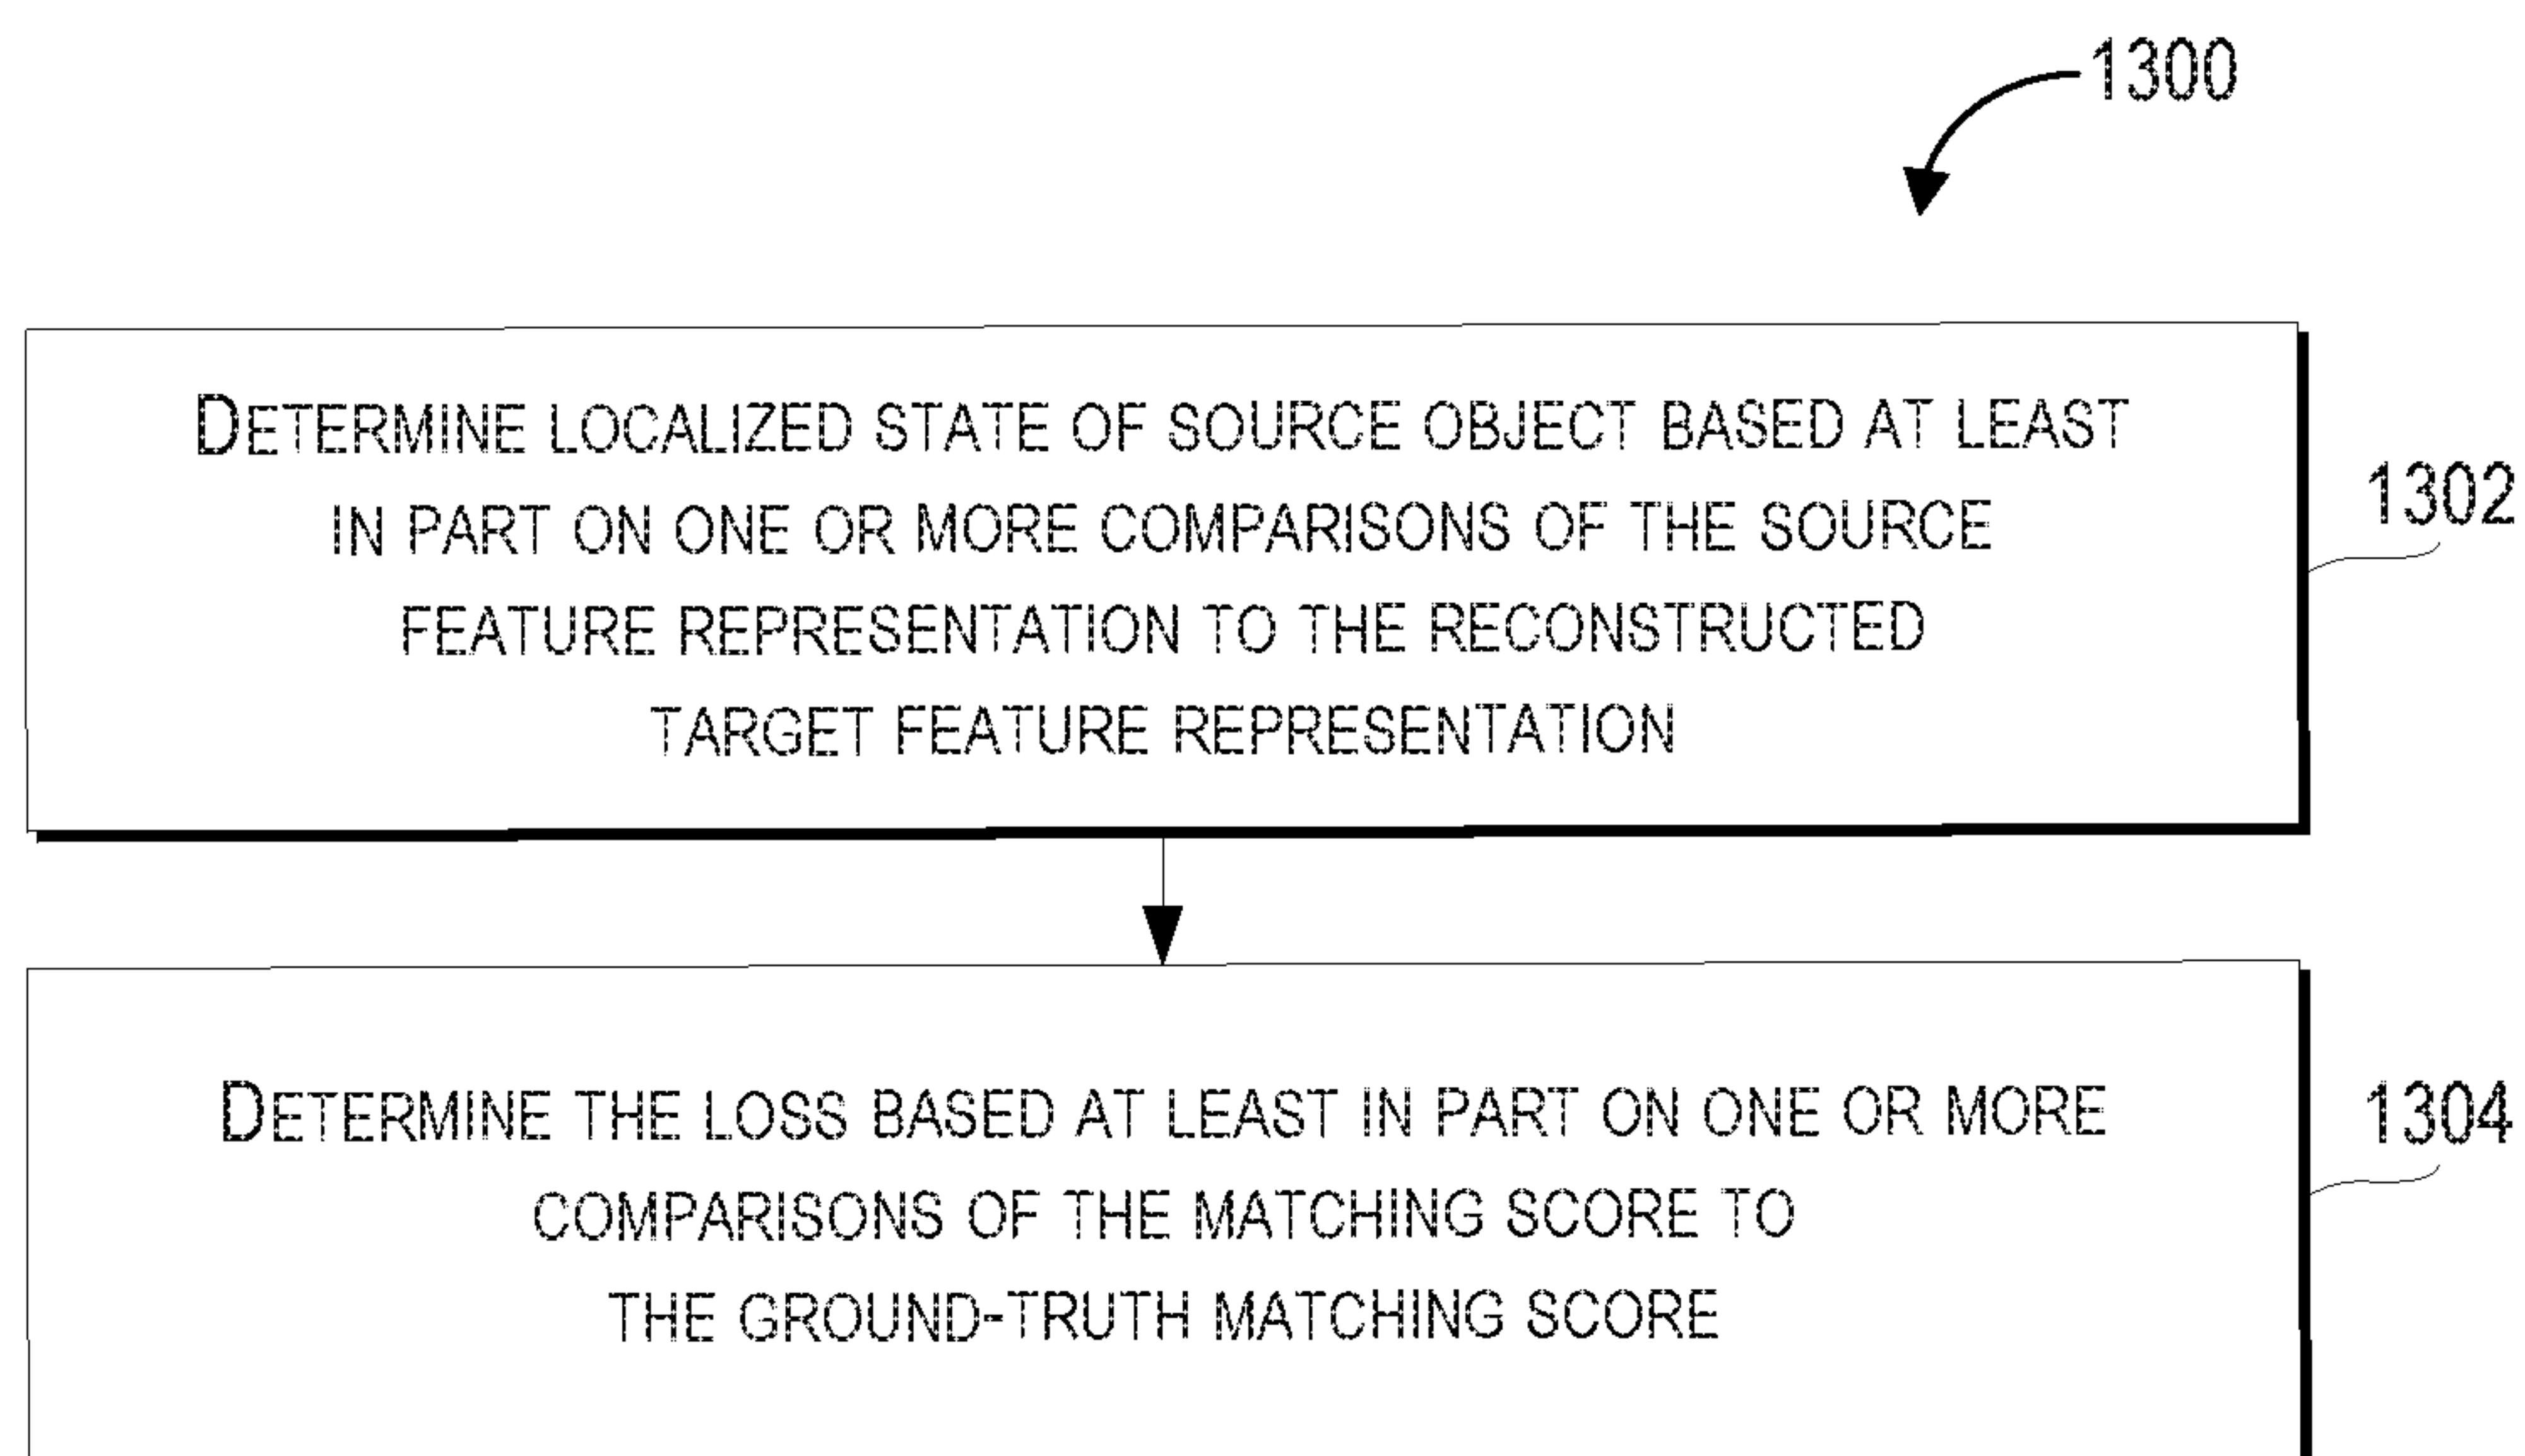 1300
DETERMINE LOCALIZED STATE OF SOURCE OBJECT BASED AT LEAST
IN PART ON ONE OR MORE COMPARISONS OF THE SOURCE
FEATURE REPRESENTATION TO THE RECONSTRUCTED
TARGET FEATURE REPRESENTATION
1302
DETERMINE THE LOSS BASED AT LEAST IN PART ON ONE OR MORE
COMPARISONS OF THE MATCHING SCORE TO
THE GROUND-TRUTH MATCHING SCORE
1304